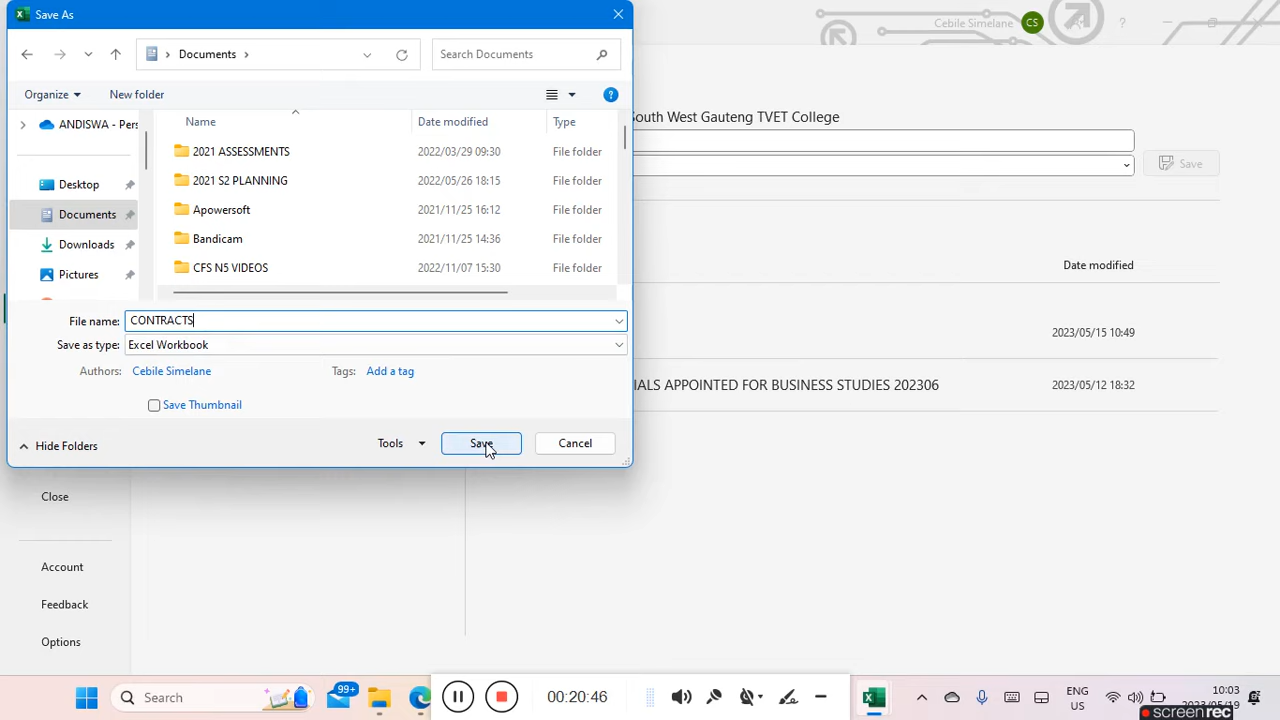 Save As
Cebile Simelane CS ?
Documents
Search Documents
Organize New folder ?
Name Date modified Type
ANDISWA - Pers
2021 ASSESSMENTS 2022/03/29 09:30 File folder
2021 S2 PLANNING 2022/05/26 18:15 File folder
Apowersoft 2021/11/25 16:12 File folder
Bandicam 2021/11/25 14:36 File folder
CFS N5 VIDEOS 2022/11/07 15:30 File folder
Desktop
Documents
Downloads
Pictures
South West Gauteng TVET College
Save
Date modified
2023/05/15 10:49
IALS APPOINTED FOR BUSINESS STUDIES 202306 2023/05/12 18:32
File name: CONTRACTS
Save as type: Excel Workbook
Authors: Cebile Simelane Tags: Add a tag
Save Thumbnail
Hide Folders Tools Save Cancel
Close
Account
Feedback
Options
Search
99+
00:20:46
ENG
US
10:03
2023/05/19
screenrec